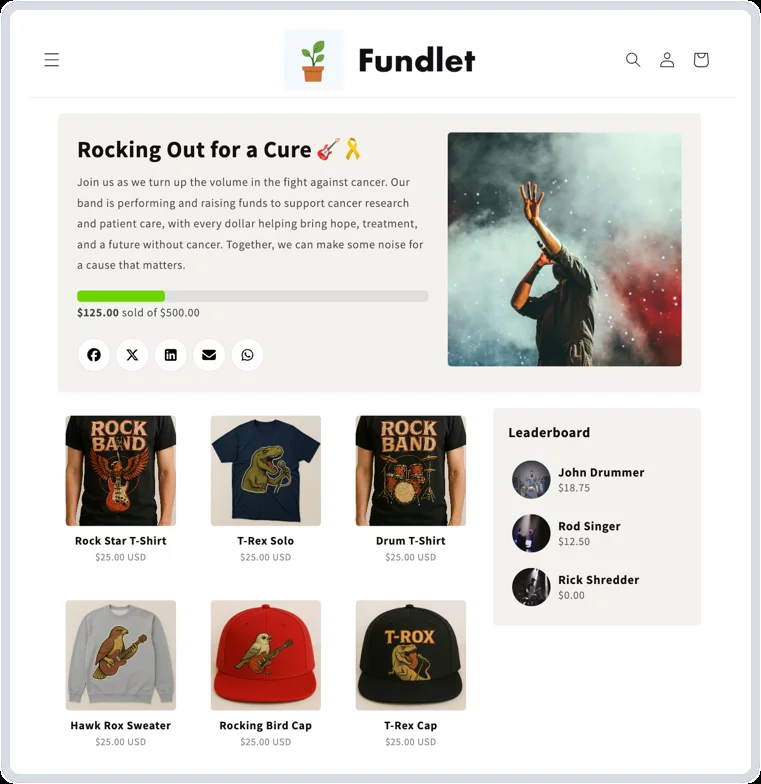 Fundlet
Rocking Out for a Cure 🎸🎗️
Join us as we turn up the volume in the fight against cancer. Our
band is performing and raising funds to support cancer research
and patient care, with every dollar helping bring hope, treatment,
and a future without cancer. Together, we can make some noise for
a cause that matters.
$125.00 sold of $500.00
ROCK
BAND
ROCK
BAND
Rock Star T-Shirt
$25.00 USD
T-Rex Solo
$25.00 USD
Drum T-Shirt
$25.00 USD
T-ROX
Hawk Rox Sweater
$25.00 USD
Rocking Bird Cap
$25.00 USD
T-Rex Cap
$25.00 USD
Leaderboard
John Drummer
$18.75
Rod Singer
$12.50
Rick Shredder
$0.00